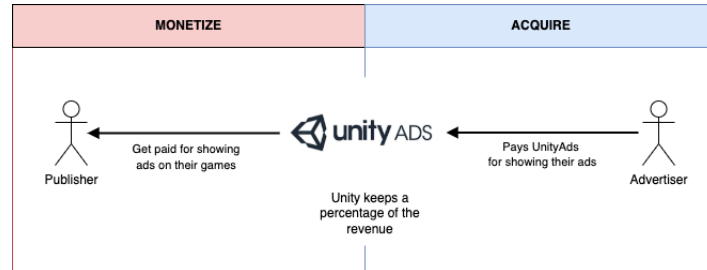 MONETIZE
ACQUIRE
unity ADS
Get paid for showing
ads on their games
Pays UnityAds
for showing their ads
Publisher
Advertiser
Unity keeps a
percentage of the
revenue